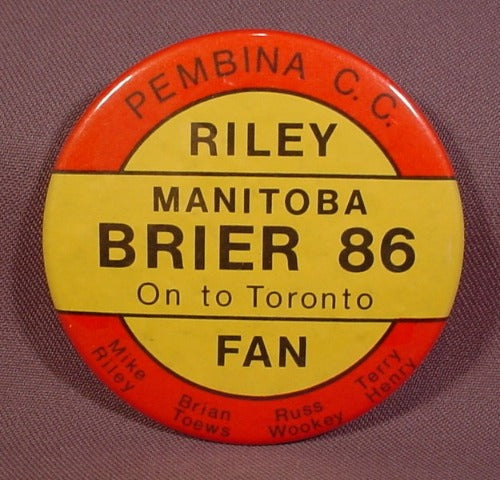 PEMBINA C.C.
RILEY
MANITOBA
BRIER 86
On to Toronto
FAN
Mike
Riley
Brian
Toews
Russ
Wookey
Terry
Henry